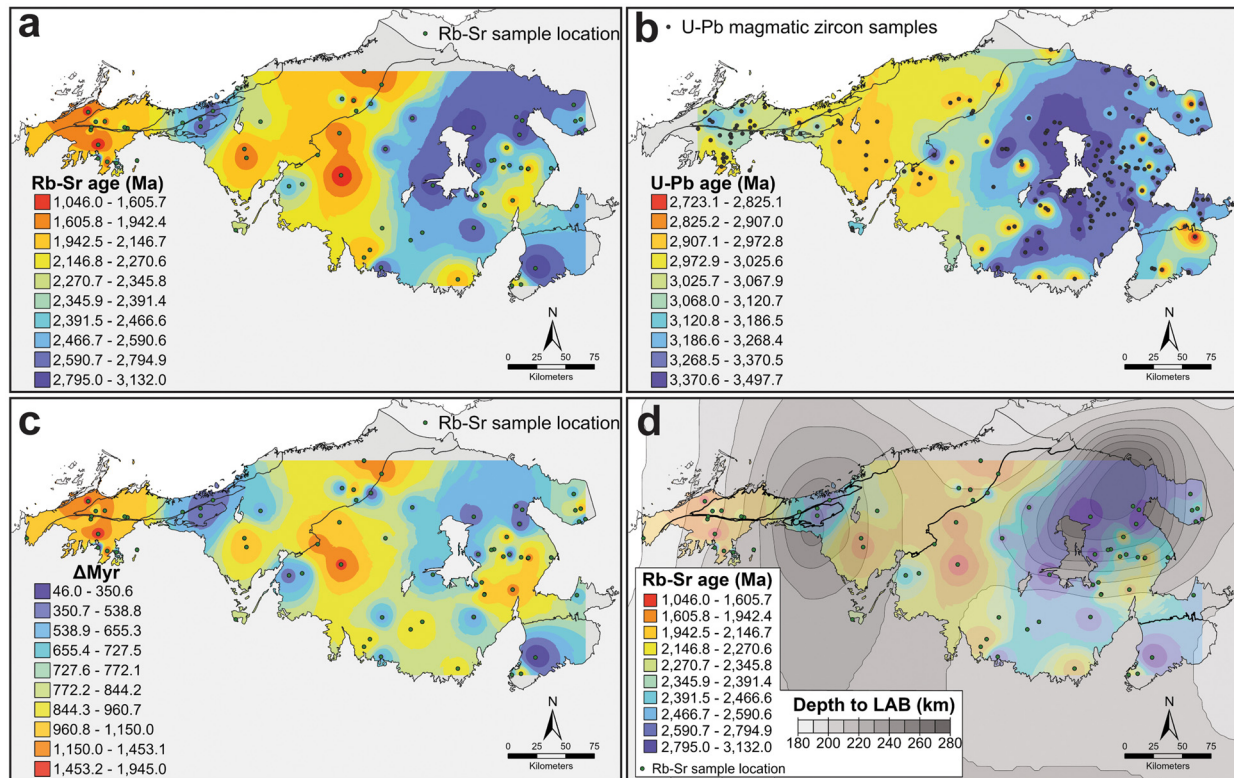 a
Rb-Sr sample location
Rb-Sr age (Ma)
1,046.0 - 1,605.7
1,605.8 - 1,942.4
1,942.5 - 2,146.7
2,146.8 - 2,270.6
2,270.7 - 2,345.8
2,345.9 - 2,391.4
2,391.5 - 2,466.6
2,466.7 - 2,590.6
2,590.7 - 2,794.9
2,795.0 - 3,132.0
N
0 25 50 75
Kilometers
b
U-Pb magmatic zircon samples
U-Pb age (Ma)
2,723.1 - 2,825.1
2,825.2 - 2,907.0
2,907.1 - 2,972.8
2,972.9 - 3,025.6
3,025.7 - 3,067.9
3,068.0 - 3,120.7
3,120.8 - 3,186.5
3,186.6 - 3,268.4
3,268.5 - 3,370.5
3,370.6 - 3,497.7
N
0 25 50 75
Kilometers
c
Rb-Sr sample location
ΔMyr
46.0 - 350.6
350.7 - 538.8
538.9 - 655.3
655.4 - 727.5
727.6 - 772.1
772.2 - 844.2
844.3 - 960.7
960.8 - 1,150.0
1,150.0 - 1,453.1
1,453.2 - 1,945.0
N
0 25 50 75
Kilometers
d
Rb-Sr age (Ma)
1,046.0 - 1,605.7
1,605.8 - 1,942.4
1,942.5 - 2,146.7
2,146.8 - 2,270.6
2,270.7 - 2,345.8
2,345.9 - 2,391.4
2,391.5 - 2,466.6
2,466.7 - 2,590.6
2,590.7 - 2,794.9
2,795.0 - 3,132.0
Rb-Sr sample location
Depth to LAB (km)
180 200 220 240 260 280
N
0 25 50 75
Kilometers